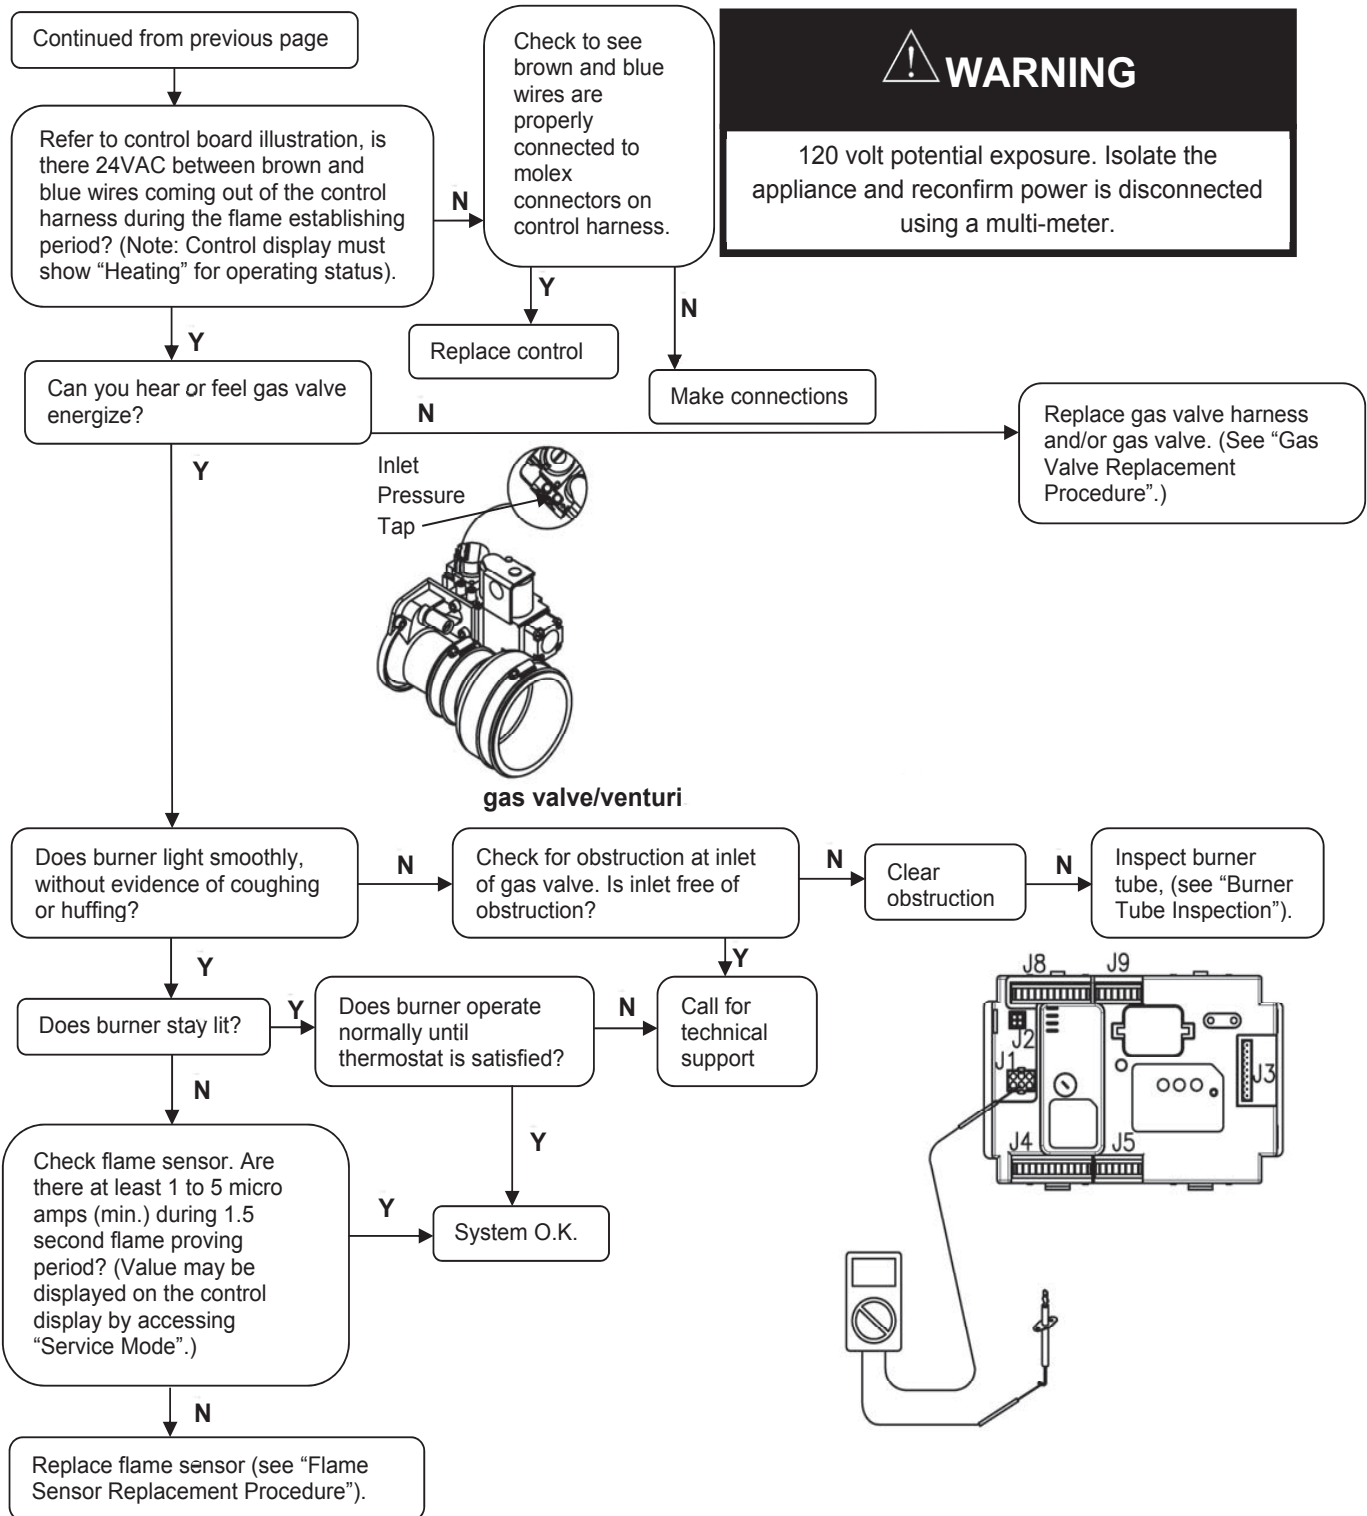 Continued from previous page
Check to see
brown and blue
wires are
properly
connected to
molex
connectors on
control harness.
WARNING
120 volt potential exposure. Isolate the
appliance and reconfirm power is disconnected
using a multi-meter.
Refer to control board illustration, is
there 24VAC between brown and
blue wires coming out of the control
harness during the flame establishing
period? (Note: Control display must
show “Heating” for operating status).
N
Y
N
Y
Replace control
Make connections
Can you hear or feel gas valve
energize?
N
Replace gas valve harness
and/or gas valve. (See “Gas
Valve Replacement
Procedure”.)
Y
Inlet
Pressure
Tap
gas valve/venturi
Does burner light smoothly,
without evidence of coughing
or huffing?
N
Check for obstruction at inlet
of gas valve. Is inlet free of
obstruction?
N
Clear
obstruction
N
Inspect burner
tube, (see “Burner
Tube Inspection”).
Y
Y
Does burner stay lit?
Y
Does burner operate
normally until
thermostat is satisfied?
N
Call for
technical
support
J8
J9
J2
J1
J3
J4
J5
N
Y
Check flame sensor. Are
there at least 1 to 5 micro
amps (min.) during 1.5
second flame proving
period? (Value may be
displayed on the control
display by accessing
“Service Mode”.)
Y
System O.K.
N
Replace flame sensor (see “Flame
Sensor Replacement Procedure”).